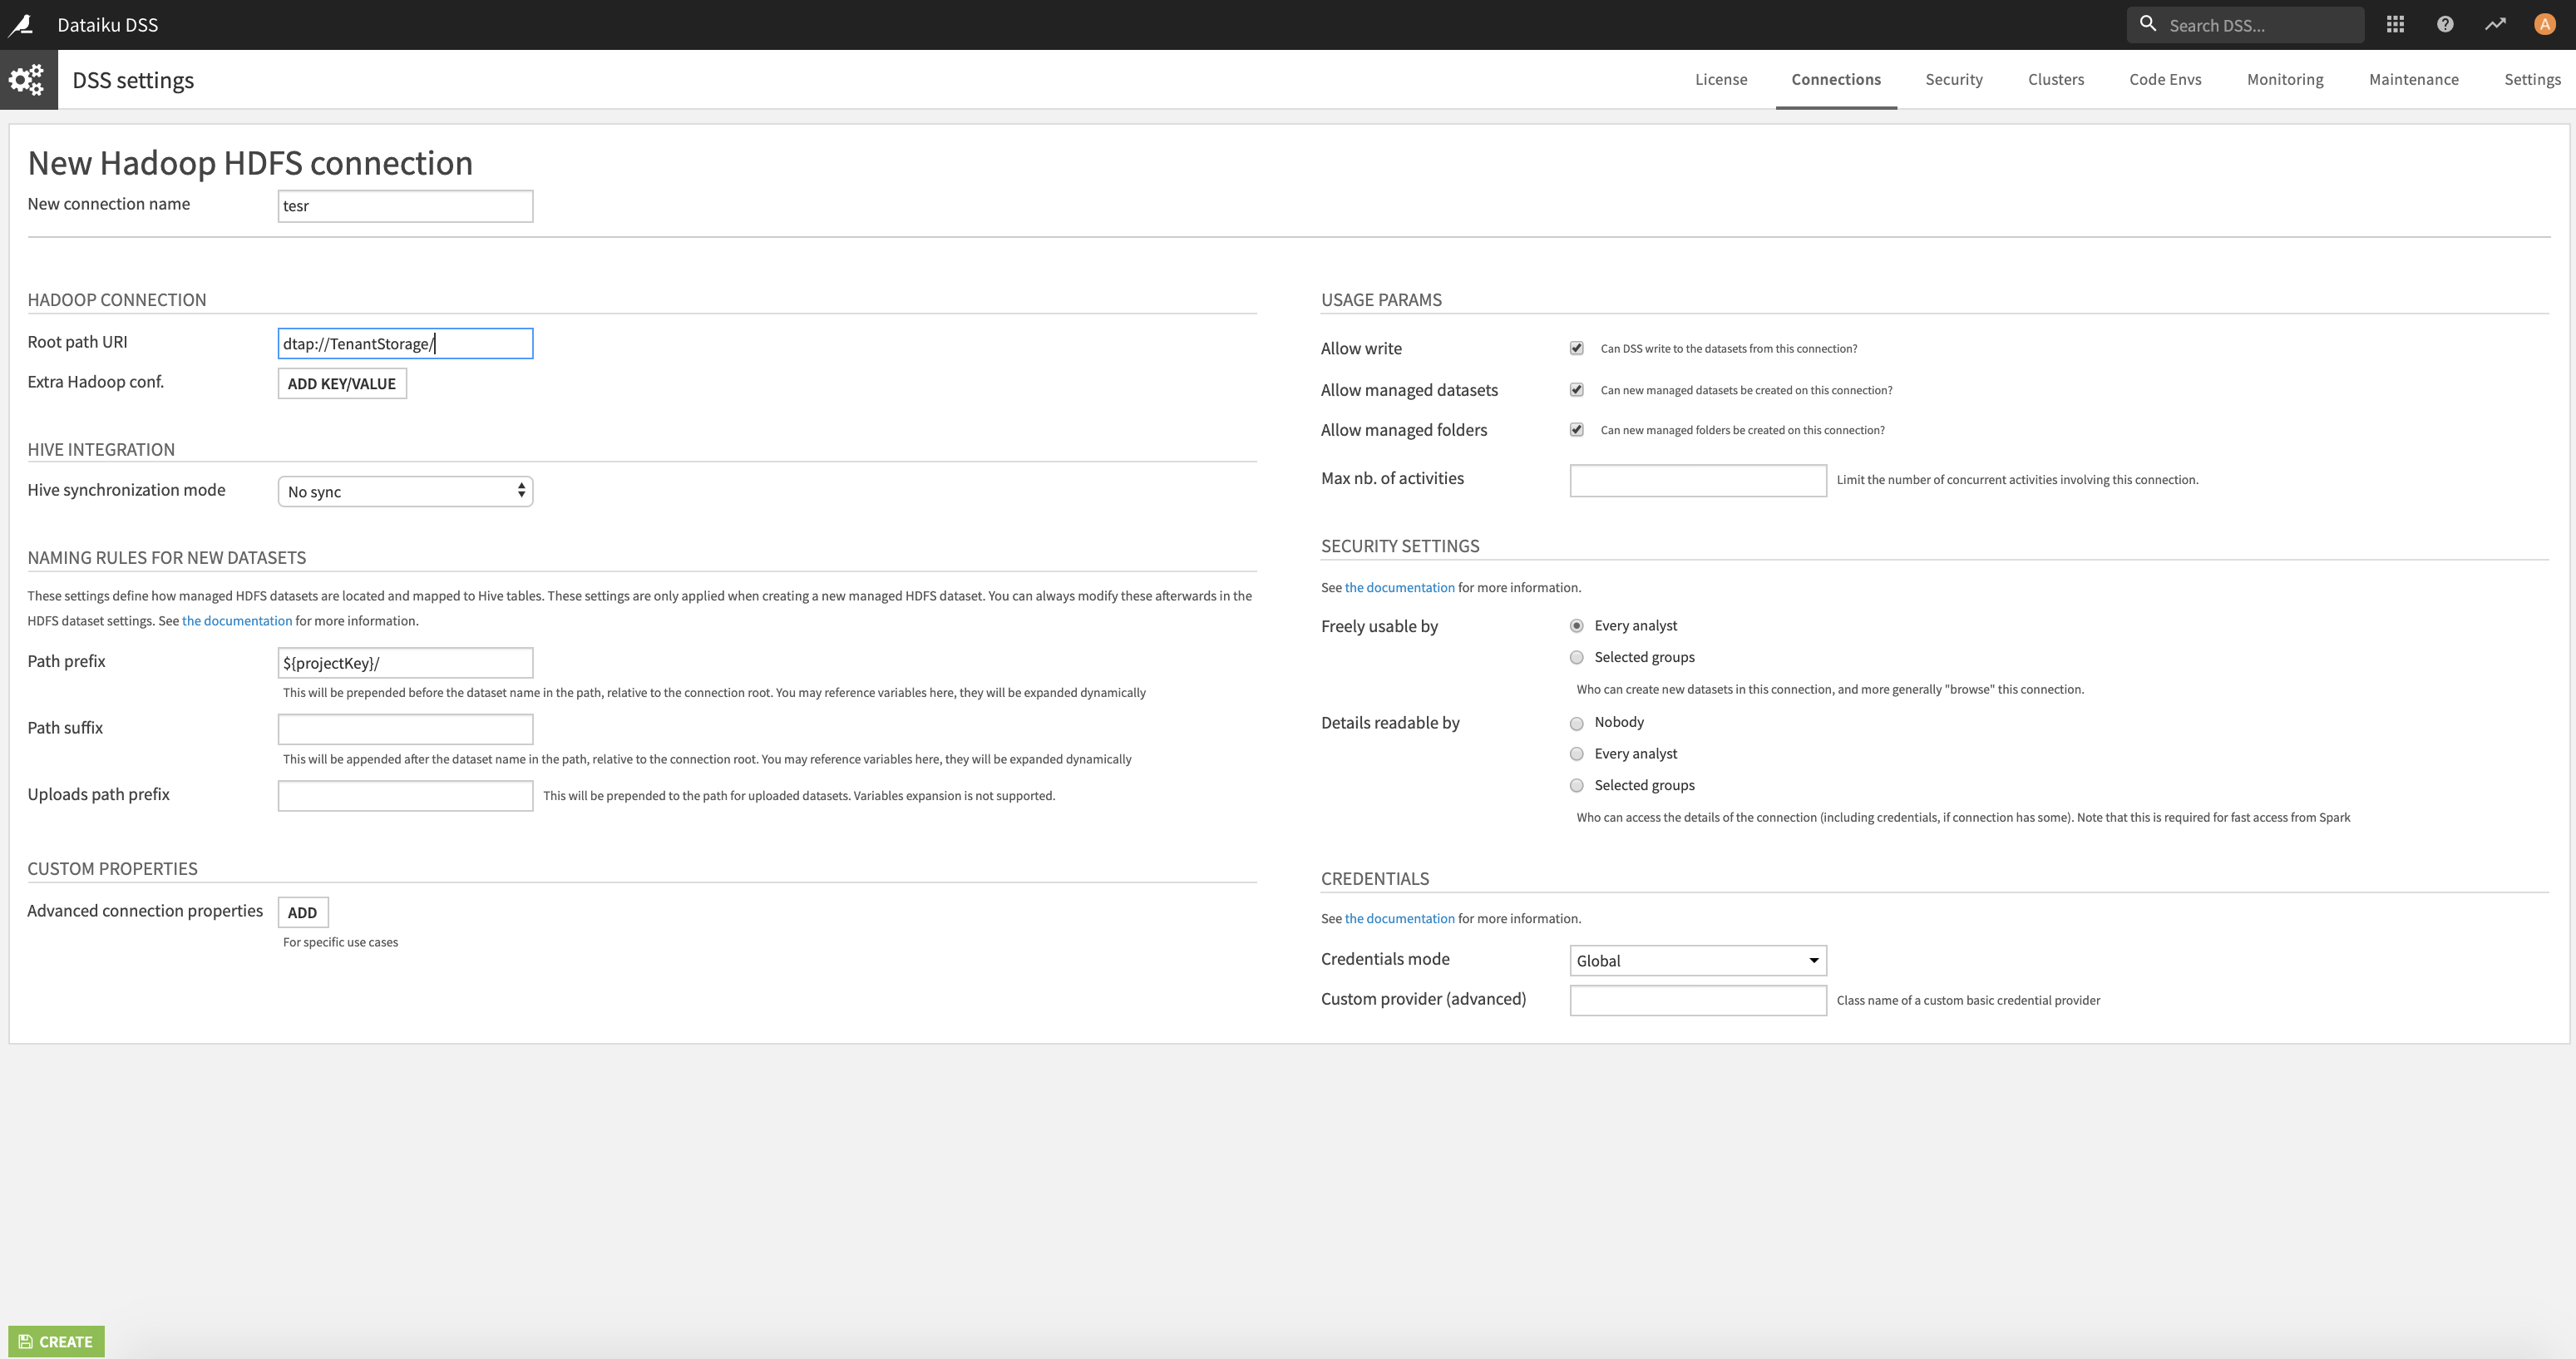 Dataiku DSS
Search DSS...
A
DSS settings
License
Connections
Security
Clusters
Code Envs
Monitoring
Maintenance
Settings
New Hadoop HDFS connection
New connection name
tesr
HADOOP CONNECTION
Root path URI
dtap://TenantStorage/
Extra Hadoop conf.
ADD KEY/VALUE
HIVE INTEGRATION
Hive synchronization mode
No sync
NAMING RULES FOR NEW DATASETS
These settings define how managed HDFS datasets are located and mapped to Hive tables. These settings are only applied when creating a new managed HDFS dataset. You can always modify these afterwards in the
HDFS dataset settings. See the documentation for more information.
Path prefix
${projectKey}/
This will be prepended before the dataset name in the path, relative to the connection root. You may reference variables here, they will be expanded dynamically
Path suffix
This will be appended after the dataset name in the path, relative to the connection root. You may reference variables here, they will be expanded dynamically
Uploads path prefix
This will be prepended to the path for uploaded datasets. Variables expansion is not supported.
CUSTOM PROPERTIES
Advanced connection properties
ADD
For specific use cases
USAGE PARAMS
Allow write
Can DSS write to the datasets from this connection?
Allow managed datasets
Can new managed datasets be created on this connection?
Allow managed folders
Can new managed folders be created on this connection?
Max nb. of activities
Limit the number of concurrent activities involving this connection.
SECURITY SETTINGS
See the documentation for more information.
Freely usable by
Every analyst
Selected groups
Who can create new datasets in this connection, and more generally "browse" this connection.
Details readable by
Nobody
Every analyst
Selected groups
Who can access the details of the connection (including credentials, if connection has some). Note that this is required for fast access from Spark
CREDENTIALS
See the documentation for more information.
Credentials mode
Global
Custom provider (advanced)
Class name of a custom basic credential provider
CREATE